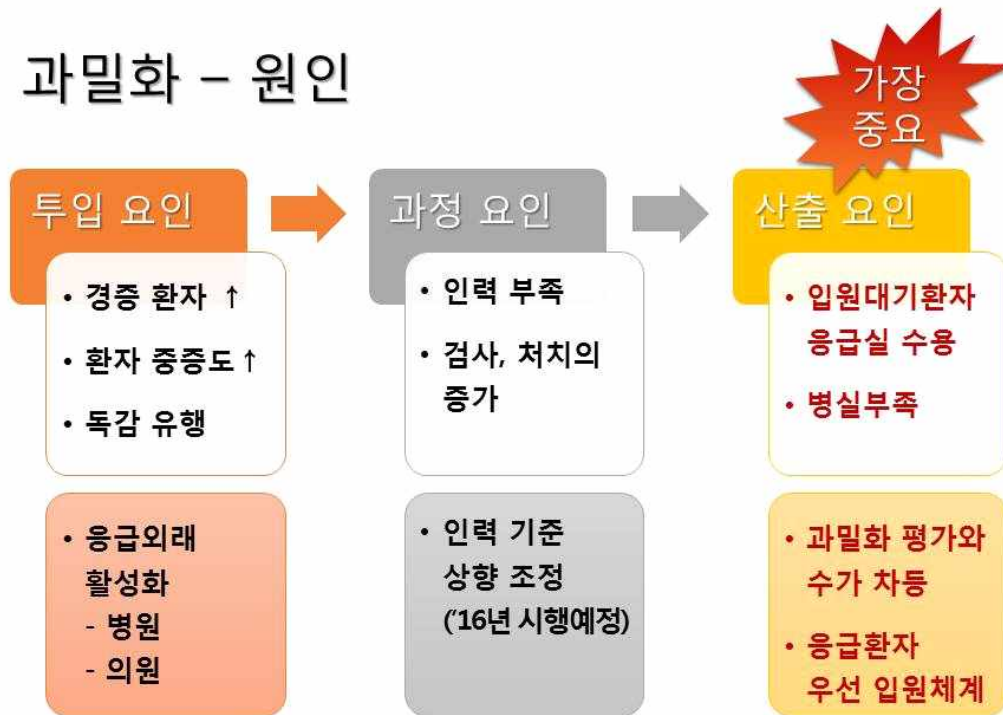 과밀화 – 원인
가장
중요
투입 요인
• 경증 환자 ↑
• 환자 중증도 ↑
• 독감 유행
• 응급외래
활성화
- 병원
- 의원
과정 요인
• 인력 부족
• 검사, 처치의
증가
• 인력 기준
상향 조정
('16년 시행예정)
산출 요인
• 입원대기환자
응급실 수용
• 병실부족
• 과밀화 평가와
수가 차등
• 응급환자
우선 입원체계